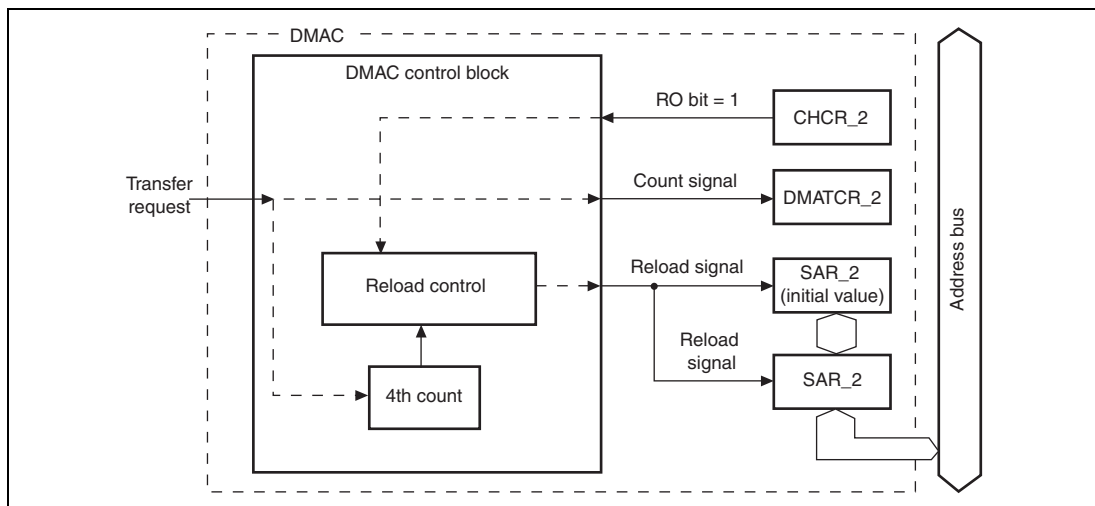 DMAC
DMAC control block
RO bit = 1
CHCR_2
Transfer
request
Count signal
DMATCR_2
Reload control
Reload signal
SAR_2
(initial value)
Reload
signal
SAR_2
4th count
Address bus